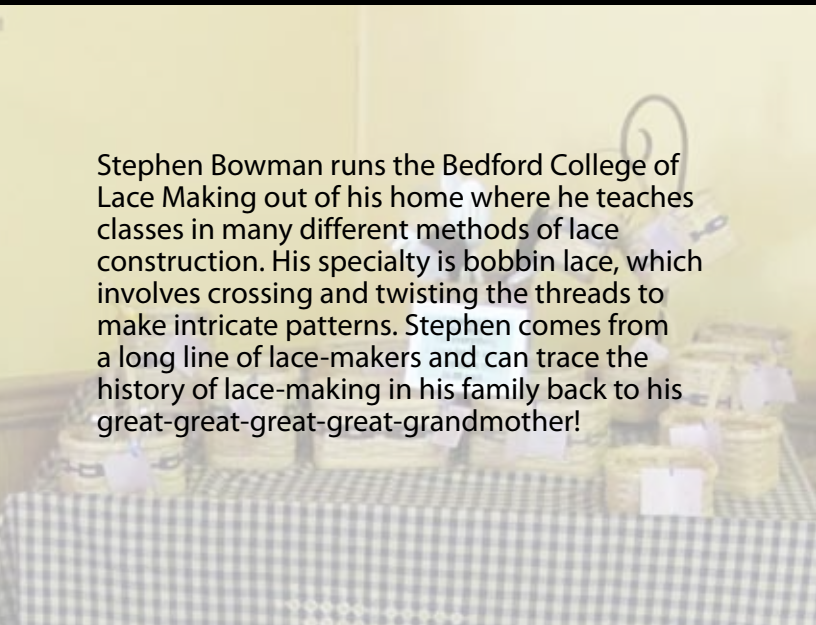 Stephen Bowman runs the Bedford College of
Lace Making out of his home where he teaches
classes in many different methods of lace
construction. His specialty is bobbin lace, which
involves crossing and twisting the threads to
make intricate patterns. Stephen comes from
a long line of lace-makers and can trace the
history of lace-making in his family back to his
great-great-great-great-grandmother!